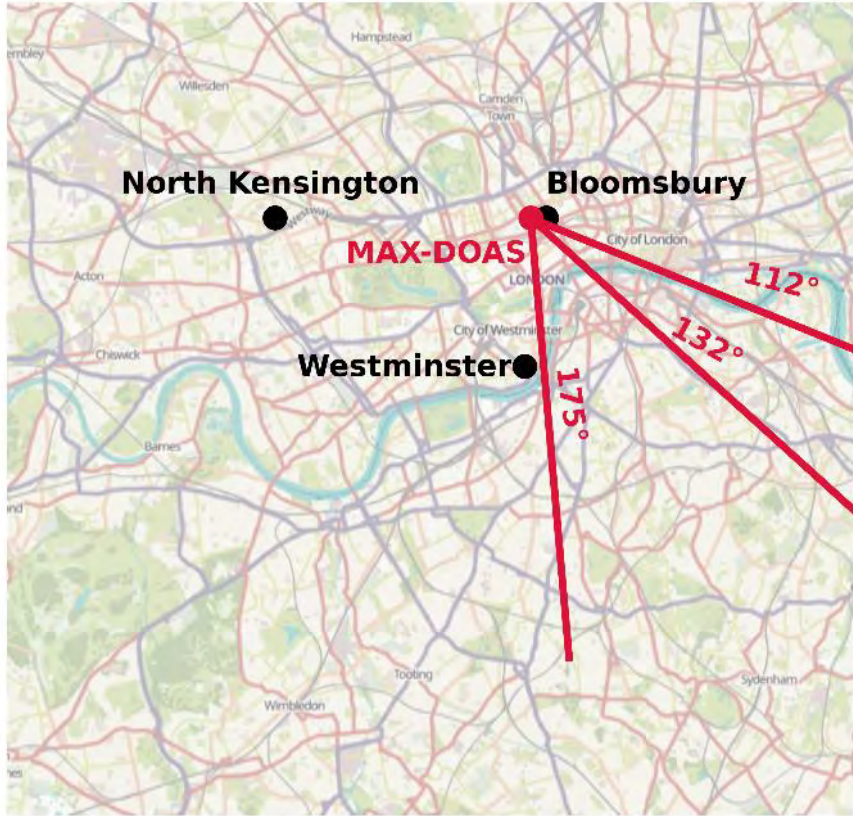 Hampstead
Willesden
Camden
Town
North Kensington
Bloomsbury
Westway
City of London
MAX-DOAS
Acton
LONDON
112°
City of Westminster
132°
Chiswick
Westminster
175°
Barnes
Tooting
Sydenham
Wimbledon